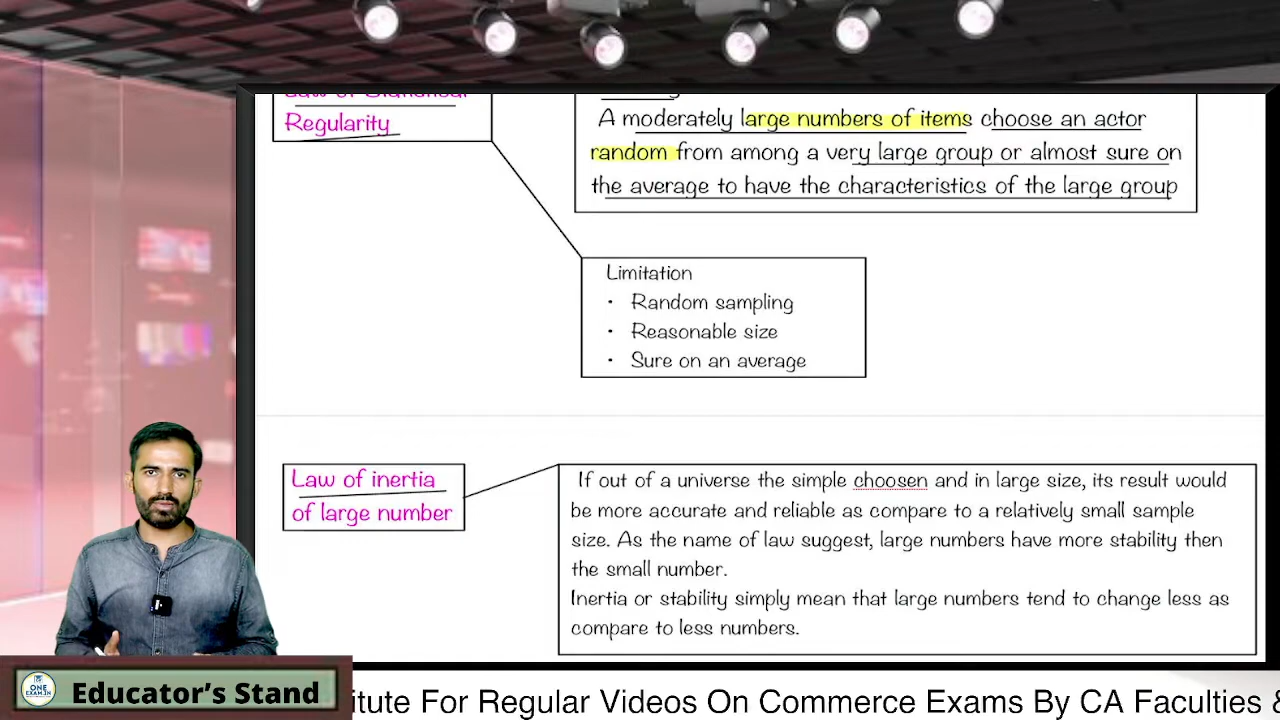 Law of Statistical
Regularity
A moderately large numbers of items choose an actor
random from among a very large group or almost sure on
the average to have the characteristics of the large group
Limitation
• Random sampling
• Reasonable size
• Sure on an average
Law of inertia
of large number
If out of a universe the simple choosen and in large size, its result would
be more accurate and reliable as compare to a relatively small sample
size. As the name of law suggest, large numbers have more stability then
the small number.
Inertia or stability simply mean that large numbers tend to change less as
compare to less numbers.
ONE
EXAM.IN
Educator's Stand
itute For Regular Videos On Commerce Exams By CA Faculties &